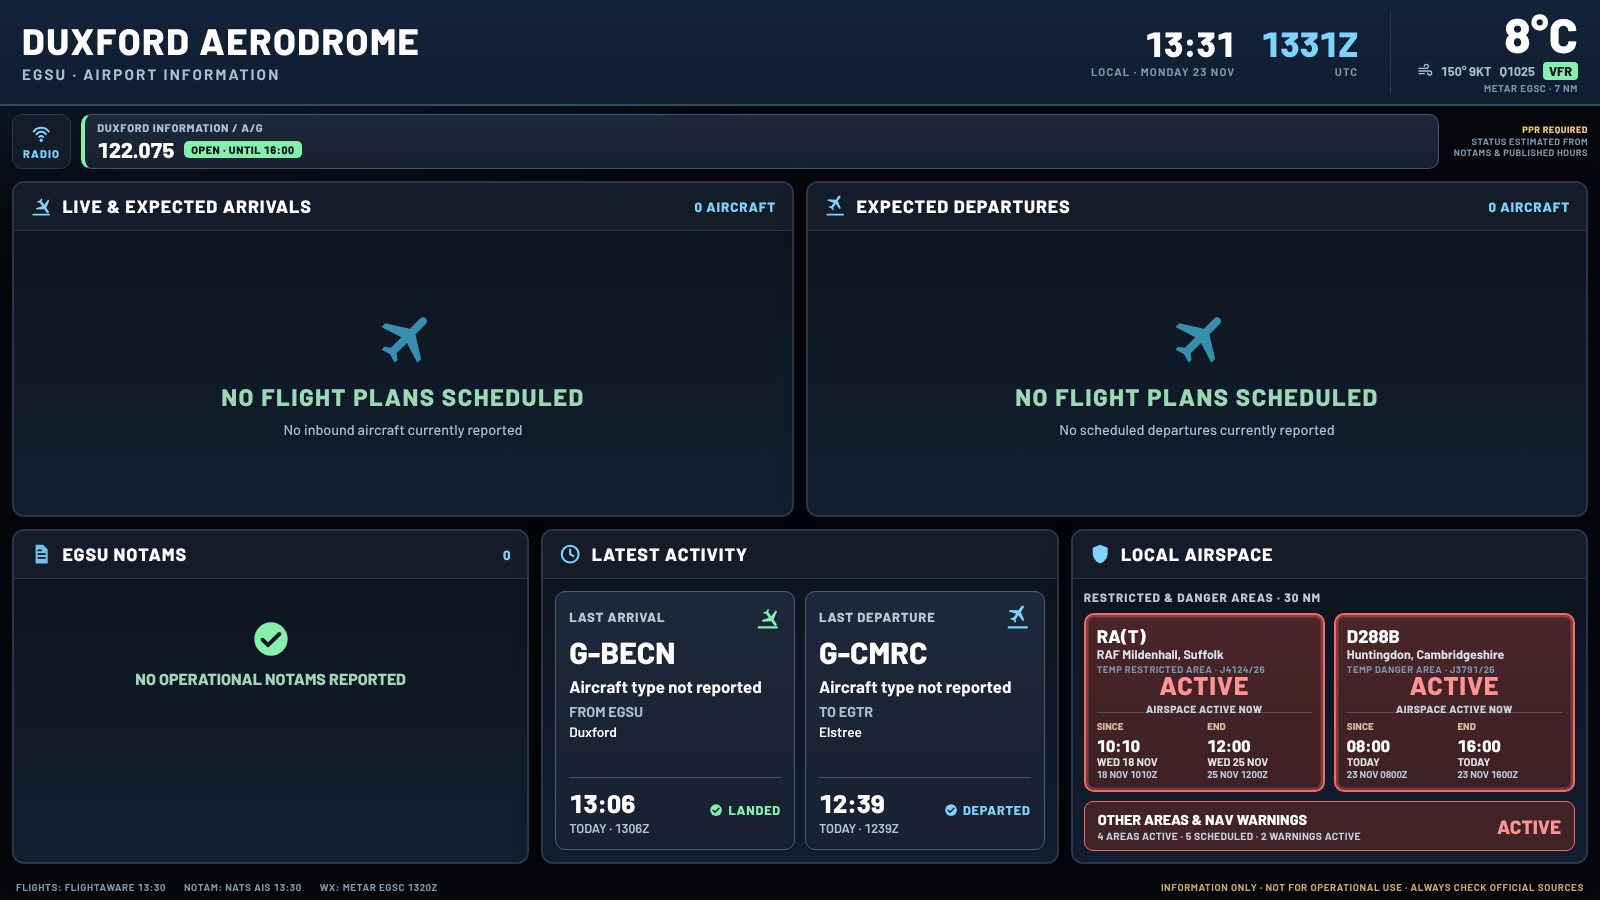 DUXFORD AERODROME
EGSU · AIRPORT INFORMATION
13:31
LOCAL · MONDAY 23 NOV
1331Z
UTC
8°C
150° 9KT Q1025 VFR
METAR EGSC · 7 NM
RADIO
DUXFORD INFORMATION / A/G
122.075 OPEN · UNTIL 16:00
PPR REQUIRED
STATUS ESTIMATED FROM
NOTAMS & PUBLISHED HOURS
LIVE & EXPECTED ARRIVALS
0 AIRCRAFT
NO FLIGHT PLANS SCHEDULED
No inbound aircraft currently reported
EXPECTED DEPARTURES
0 AIRCRAFT
NO FLIGHT PLANS SCHEDULED
No scheduled departures currently reported
EGSU NOTAMS
0
NO OPERATIONAL NOTAMS REPORTED
LATEST ACTIVITY
LAST ARRIVAL
G-BECN
Aircraft type not reported
FROM EGSU
Duxford
13:06
TODAY · 1306Z
LANDED
LAST DEPARTURE
G-CMRC
Aircraft type not reported
TO EGTR
Elstree
12:39
TODAY · 1239Z
DEPARTED
LOCAL AIRSPACE
RESTRICTED & DANGER AREAS · 30 NM
RA(T)
RAF Mildenhall, Suffolk
TEMP RESTRICTED AREA · J4124/26
ACTIVE
AIRSPACE ACTIVE NOW
SINCE
10:10
WED 18 NOV
18 NOV 1010Z
END
12:00
WED 25 NOV
25 NOV 1200Z
D288B
Huntingdon, Cambridgeshire
TEMP DANGER AREA · J3791/26
ACTIVE
AIRSPACE ACTIVE NOW
SINCE
08:00
TODAY
23 NOV 0800Z
END
16:00
TODAY
23 NOV 1600Z
OTHER AREAS & NAV WARNINGS
4 AREAS ACTIVE · 5 SCHEDULED · 2 WARNINGS ACTIVE
ACTIVE
FLIGHTS: FLIGHTAWARE 13:30 NOTAM: NATS AIS 13:30 WX: METAR EGSC 1320Z
INFORMATION ONLY · NOT FOR OPERATIONAL USE · ALWAYS CHECK OFFICIAL SOURCES